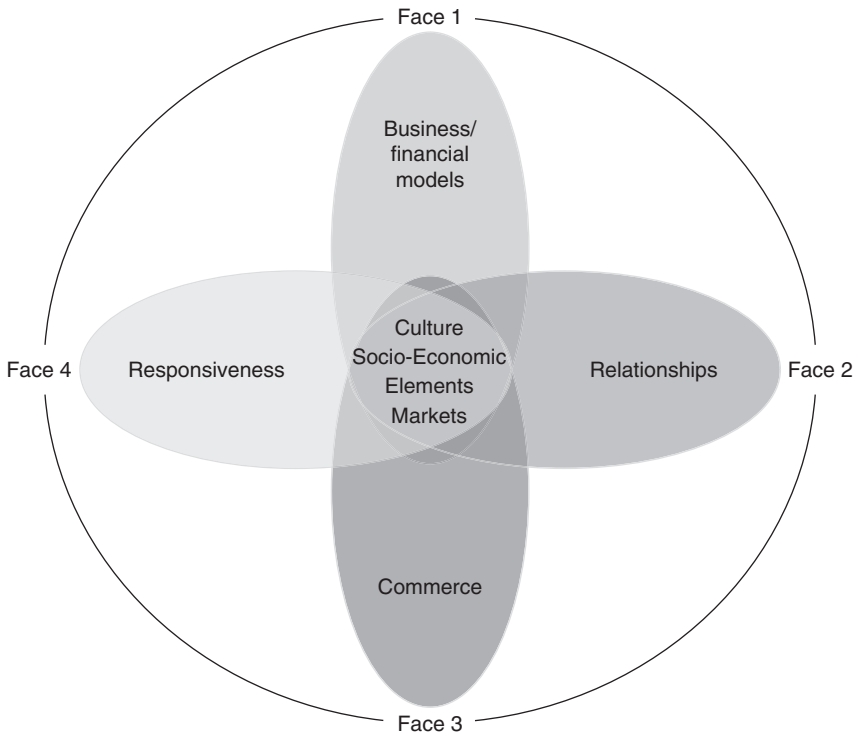 Face 1
Business/
financial
models
Culture
Socio-Economic
Elements
Markets
Face 4
Responsiveness
Relationships
Face 2
Commerce
Face 3